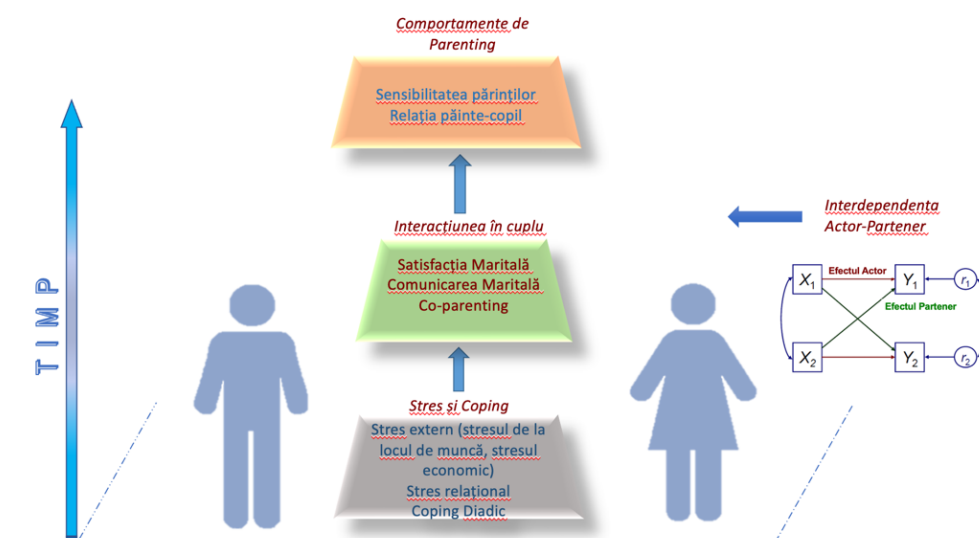 Comportamente de
Parenting
Sensibilitatea părinților
Relația păinte-copil
Interacțiunea în cuplu
Satisfacția Maritală
Comunicarea Maritală
Co-parenting
Stres și Coping
Stres extern (stresul de la
locul de muncă, stresul
economic)
Stres relațional
Coping Diadic
TIMP
Interdependența
Actor-Partener
Efectul Actor
X1
Y1
r1
Efectul Partener
X2
Y2
r2